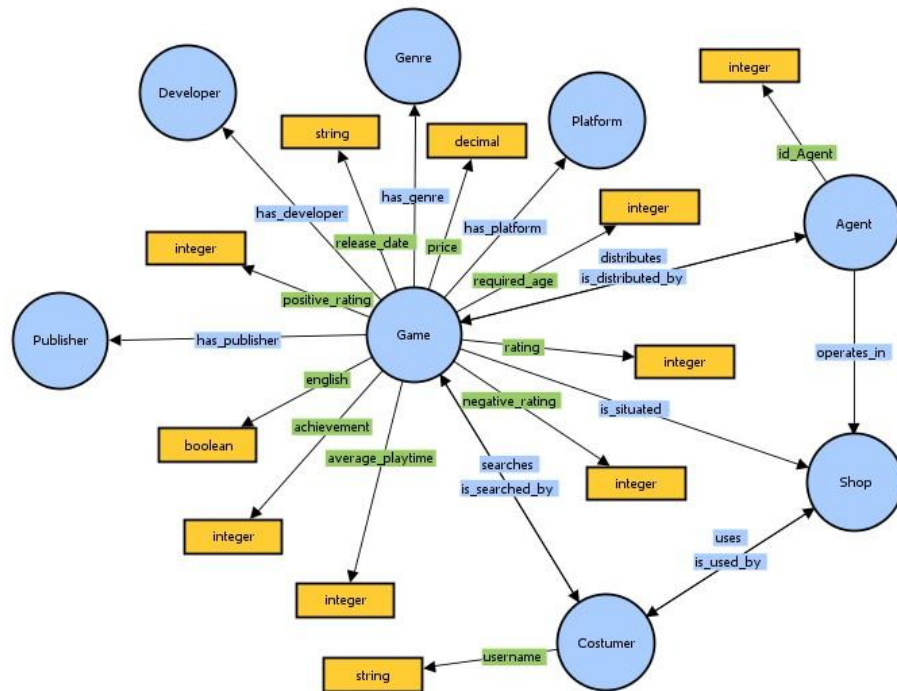 Genre
integer
Developer
string
decimal
Platform
id_Agent
has_genre
has_developer
integer
Agent
release_date
price
has_platform
integer
distributes
required_age
is_distributed_by
positive_rating
Publisher
has_publisher
Game
rating
operates_in
integer
english
negative_rating
is_situated
achievement
boolean
average_playtime
searches
is_searched_by
integer
Shop
integer
uses
is_used_by
integer
Costumer
username
string